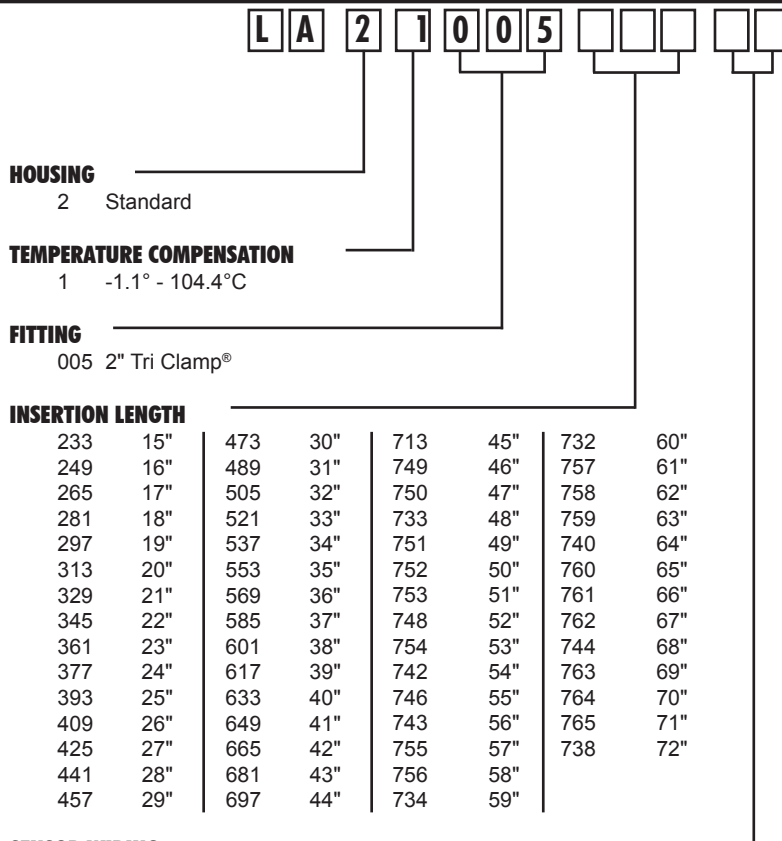 LA 2 1 005
HOUSING
2 Standard
TEMPERATURE COMPENSATION
1 -1.1° - 104.4°C
FITTING
005 2" Tri Clamp®
INSERTION LENGTH
233 15" 473 30" 713 45" 732 60"
249 16" 489 31" 749 46" 757 61"
265 17" 505 32" 750 47" 758 62"
281 18" 521 33" 733 48" 759 63"
297 19" 537 34" 751 49" 740 64"
313 20" 553 35" 752 50" 760 65"
329 21" 569 36" 753 51" 761 66"
345 22" 585 37" 748 52" 762 67"
361 23" 601 38" 754 53" 744 68"
377 24" 617 39" 742 54" 763 69"
393 25" 633 40" 746 55" 764 70"
409 26" 649 41" 743 56" 765 71"
425 27" 665 42" 755 57" 738 72"
441 28" 681 43" 756 58"
457 29" 697 44" 734 59"